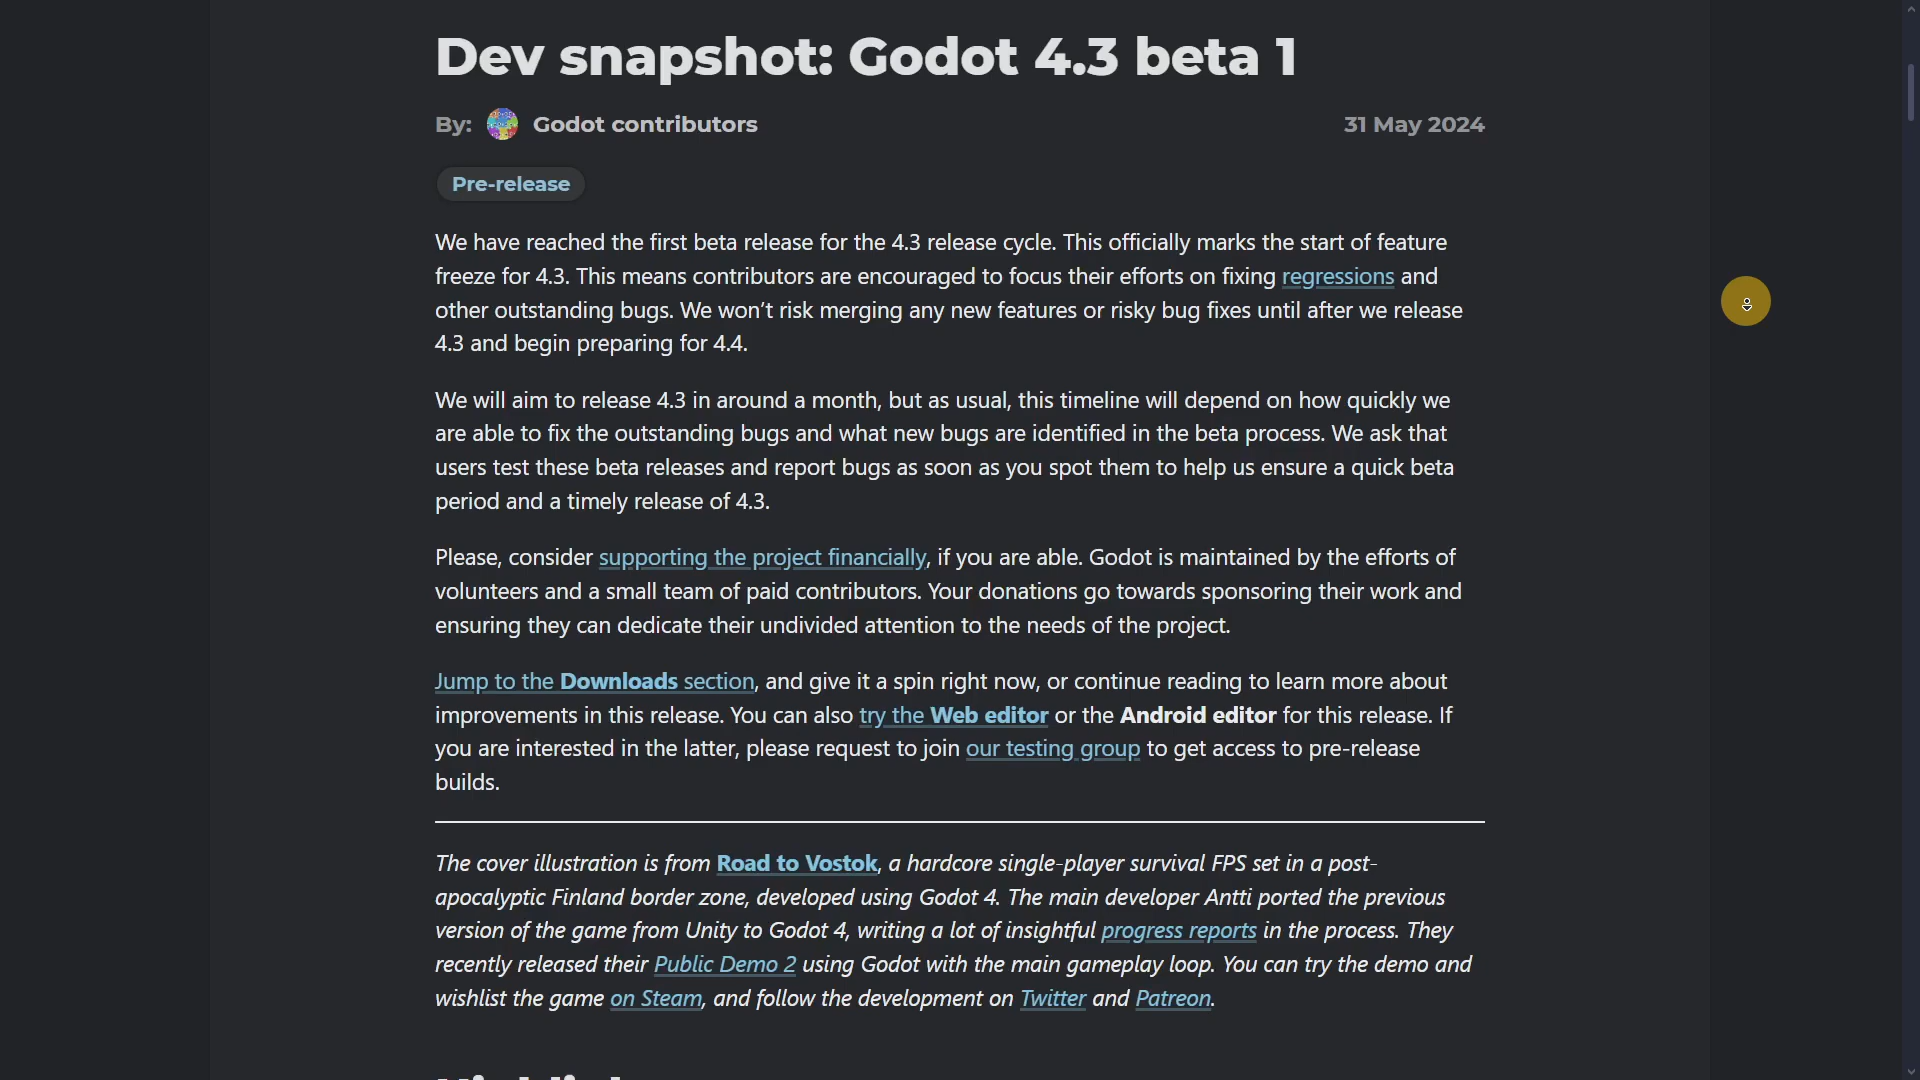 Dev snapshot: Godot 4.3 beta 1
By: Godot contributors 31 May 2024
Pre-release
We have reached the first beta release for the 4.3 release cycle. This officially marks the start of feature
freeze for 4.3. This means contributors are encouraged to focus their efforts on fixing regressions and
other outstanding bugs. We won’t risk merging any new features or risky bug fixes until after we release
4.3 and begin preparing for 4.4.
We will aim to release 4.3 in around a month, but as usual, this timeline will depend on how quickly we
are able to fix the outstanding bugs and what new bugs are identified in the beta process. We ask that
users test these beta releases and report bugs as soon as you spot them to help us ensure a quick beta
period and a timely release of 4.3.
Please, consider supporting the project financially, if you are able. Godot is maintained by the efforts of
volunteers and a small team of paid contributors. Your donations go towards sponsoring their work and
ensuring they can dedicate their undivided attention to the needs of the project.
Jump to the Downloads section, and give it a spin right now, or continue reading to learn more about
improvements in this release. You can also try the Web editor or the Android editor for this release. If
you are interested in the latter, please request to join our testing group to get access to pre-release
builds.
The cover illustration is from Road to Vostok, a hardcore single-player survival FPS set in a post-
apocalyptic Finland border zone, developed using Godot 4. The main developer Antti ported the previous
version of the game from Unity to Godot 4, writing a lot of insightful progress reports in the process. They
recently released their Public Demo 2 using Godot with the main gameplay loop. You can try the demo and
wishlist the game on Steam, and follow the development on Twitter and Patreon.